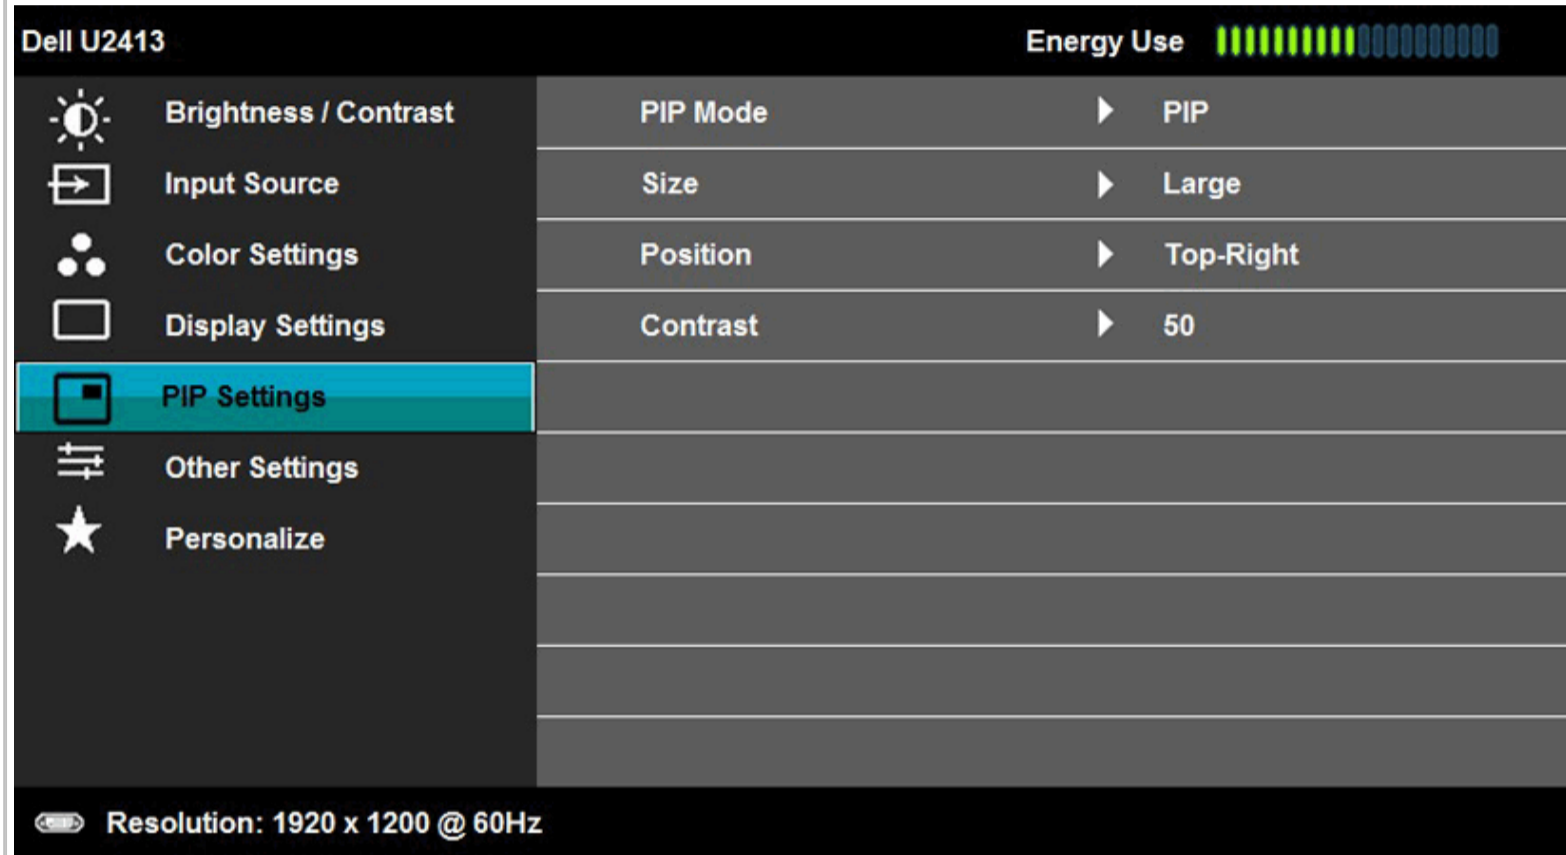 Dell U2413
Energy Use
Brightness / Contrast
Input Source
Color Settings
Display Settings
PIP Settings
Other Settings
Personalize
PIP Mode PIP
Size Large
Position Top-Right
Contrast 50
Resolution: 1920 x 1200 @ 60Hz